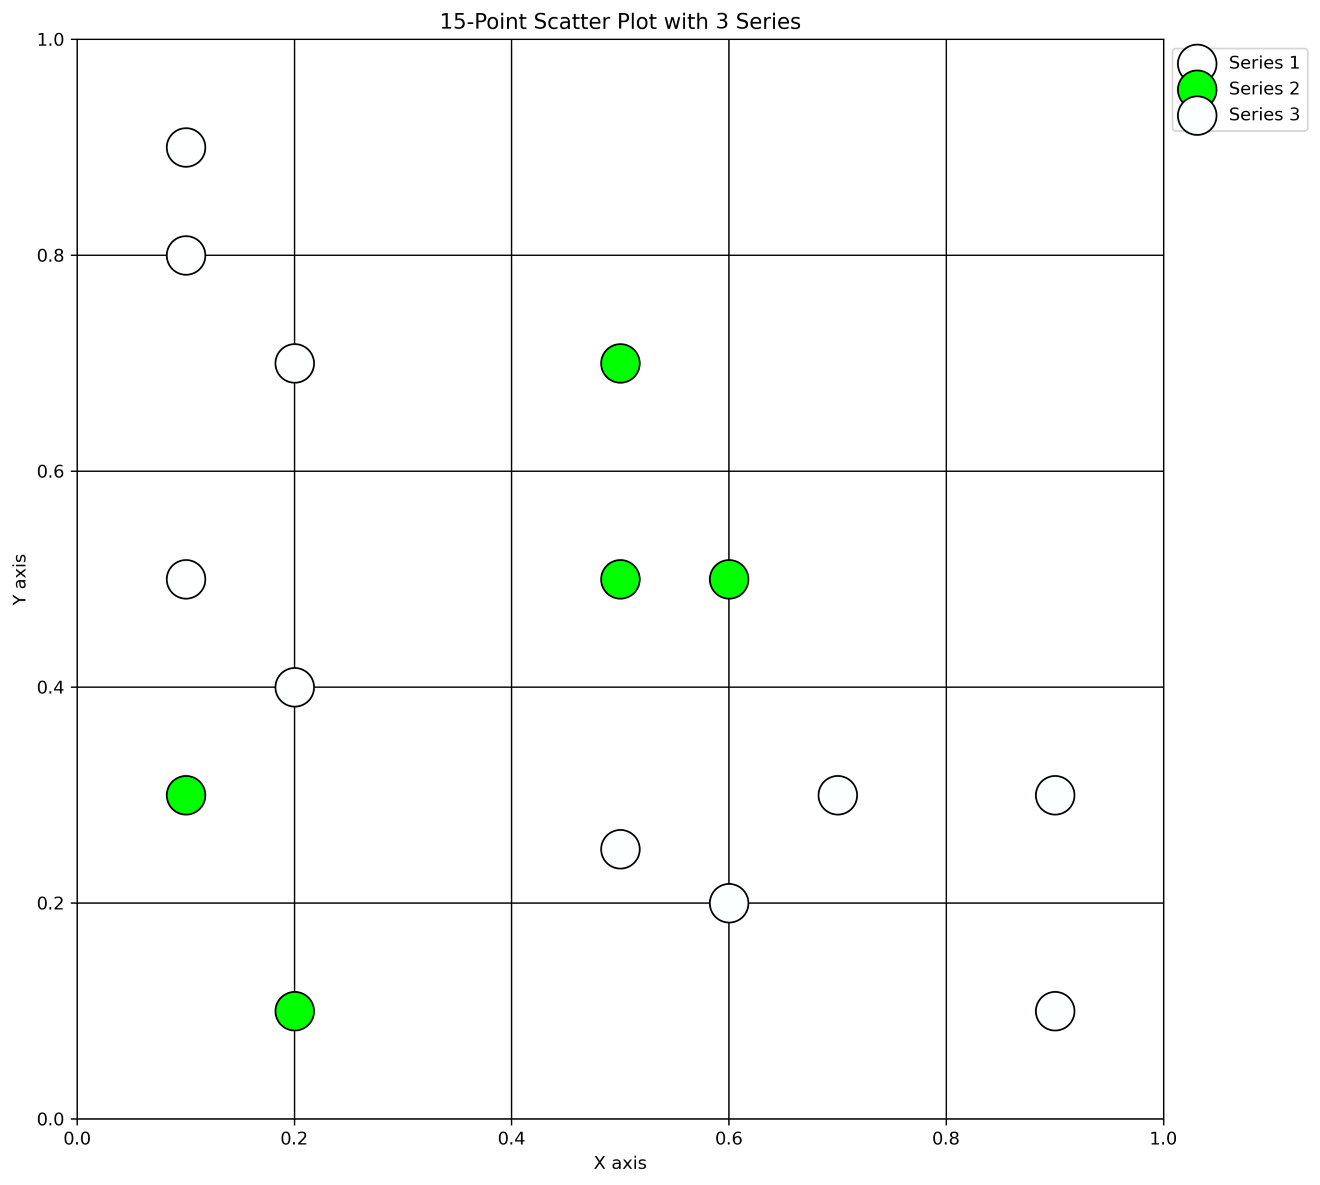 15-Point Scatter Plot with 3 Series
1.0
0.8
0.6
0.4
0.2
0.0
Y axis
0.0 0.2 0.4 0.6 0.8 1.0
X axis
Series 1
Series 2
Series 3